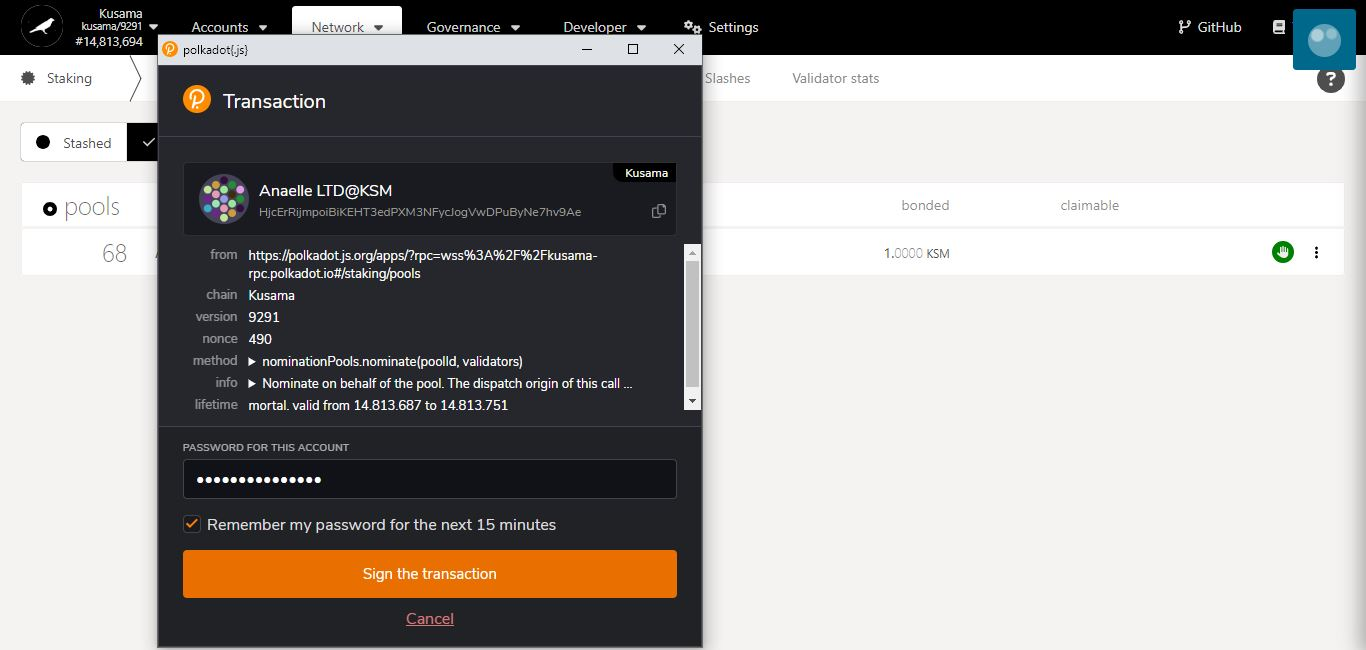 Kusama
kusama/9291
#14,813,694
Accounts
Network
Governance
Developer
Settings
GitHub
polkadot{.js}
Staking
Slashes
Validator stats
?
Transaction
Stashed
Kusama
Anaelle LTD@KSM
HjcErRijmpoiBiKEHT3edPXM3NFycJogVwDPuByNe7hv9Ae
pools
bonded
claimable
68
1.0000 KSM
from https://polkadot.js.org/apps/?rpc=wss%3A%2F%2Fkusama-
rpc.polkadot.io#/staking/pools
chain Kusama
version 9291
nonce 490
method nominationPools.nominate(poolId, validators)
info Nominate on behalf of the pool. The dispatch origin of this call ...
lifetime mortal. valid from 14.813.687 to 14.813.751
PASSWORD FOR THIS ACCOUNT
Remember my password for the next 15 minutes
Sign the transaction
Cancel